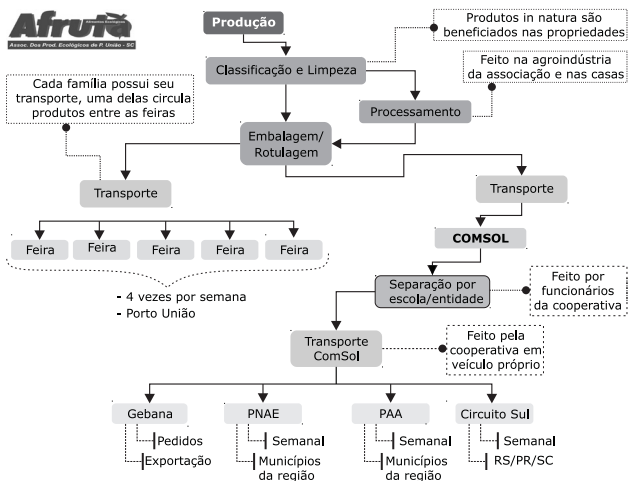 Afrura
Alimentos Ecológicos
Assoc. Dos Prod. Ecológicos de P. União - SC
Produção
Produtos in natura são
beneficiados nas propriedades
Classificação e Limpeza
Feito na agroindústria
da associação e nas casas
Cada família possui seu
transporte, uma delas circula
produtos entre as feiras
Processamento
Embalagem/
Rotulagem
Transporte
Transporte
Feira
Feira
Feira
Feira
Feira
COMSOL
- 4 vezes por semana
- Porto União
Separação por
escola/entidade
Feito por
funcionários
da cooperativa
Transporte
ComSol
Feito pela
cooperativa em
veículo próprio
Gebana
PNAE
PAA
Circuito Sul
Pedidos
Semanal
Semanal
Semanal
Exportação
Municípios
da região
Municípios
da região
RS/PR/SC